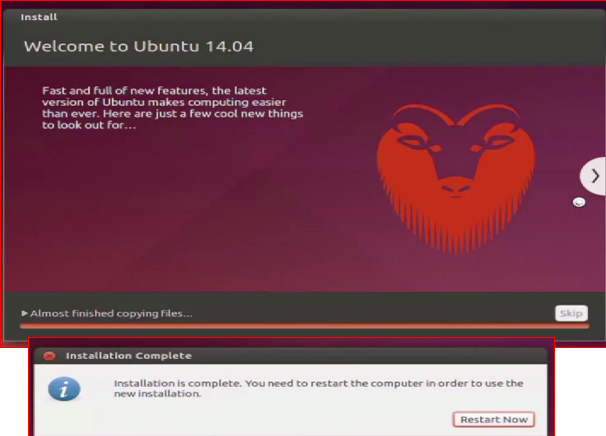 Install
Welcome to Ubuntu 14.04
Fast and full of new features, the latest
version of Ubuntu makes computing easier
than ever. Here are just a few cool new things
to look out for...
Almost finished copying files...
Skip
Installation Complete
Installation is complete. You need to restart the computer in order to use the
new installation.
Restart Now